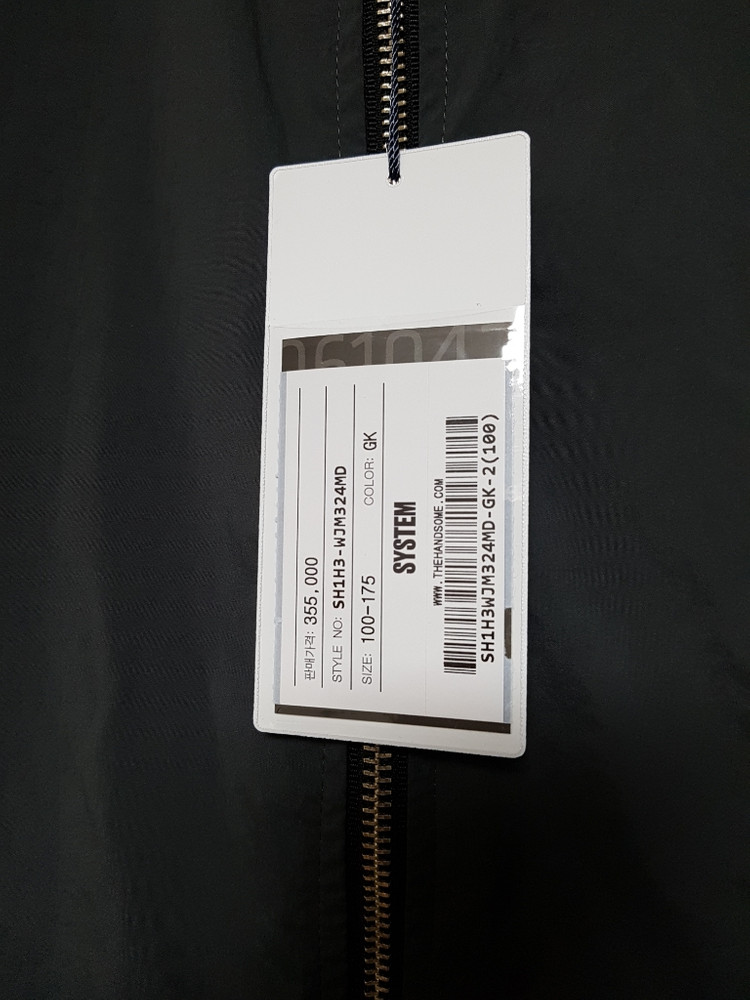 061047
판매가격: 355,000
STYLE NO: SH1H3-WJM324MD
SIZE: 100-175 COLOR: GK
SYSTEM
WWW.THEHANDSOME.COM
SH1H3WJM324MD-GK-2(100)